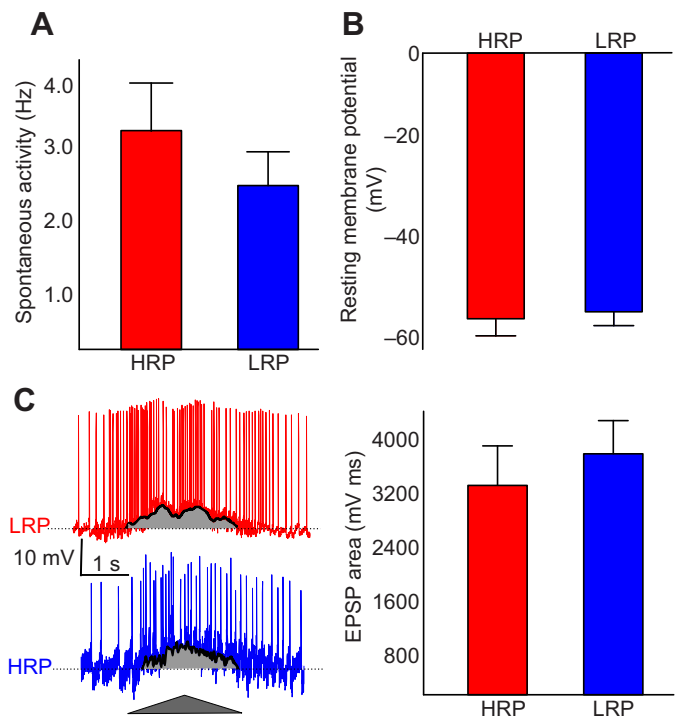 A
Spontaneous activity (Hz)
4.0
3.0
2.0
1.0
HRP
LRP
B
HRP
LRP
Resting membrane potential
(mV)
0
–20
–40
–60
C
LRP
10 mV
1 s
HRP
EPSP area (mV ms)
4000
3200
2400
1600
800
HRP
LRP